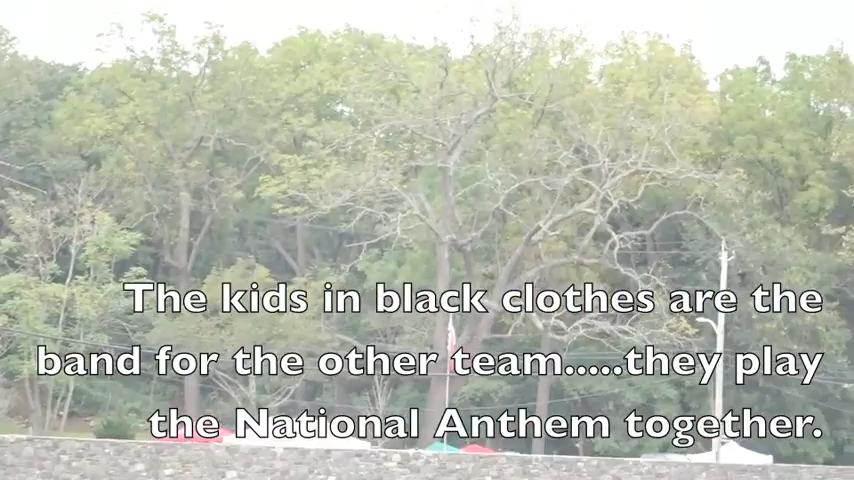 The kids in black clothes are the
band for the other team.....they play
the National Anthem together.